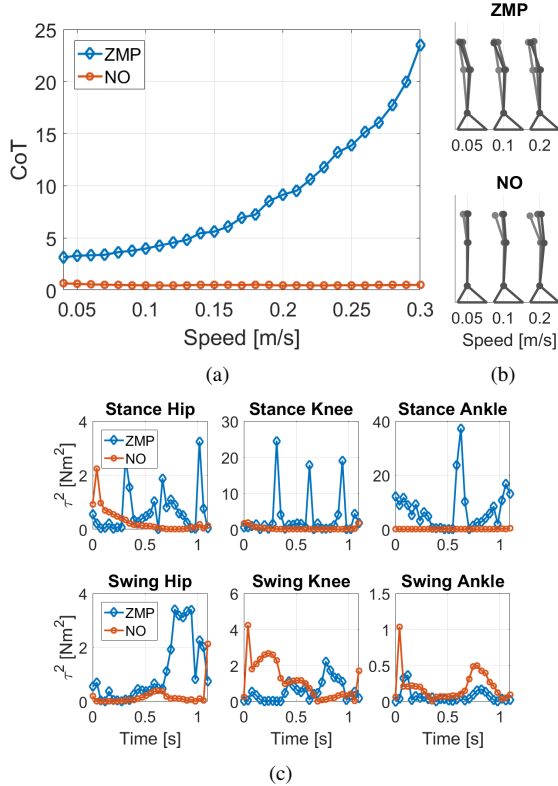 25
20
15
10
5
0
CoT
ZMP
NO
0.05
0.1
0.15
0.2
0.25
0.3
Speed [m/s]
(a)
ZMP
0.05 0.1 0.2
NO
0.05 0.1 0.2
Speed [m/s]
(b)
Stance Hip
4
2
0
τ² [Nm²]
ZMP
NO
0 0.5 1
Stance Knee
30
20
10
0
0 0.5 1
Stance Ankle
40
20
0
0 0.5 1
Swing Hip
4
2
0
τ² [Nm²]
ZMP
NO
0 0.5 1
Time [s]
Swing Knee
6
4
2
0
0 0.5 1
Time [s]
Swing Ankle
1.5
1
0.5
0
0 0.5 1
Time [s]
(c)